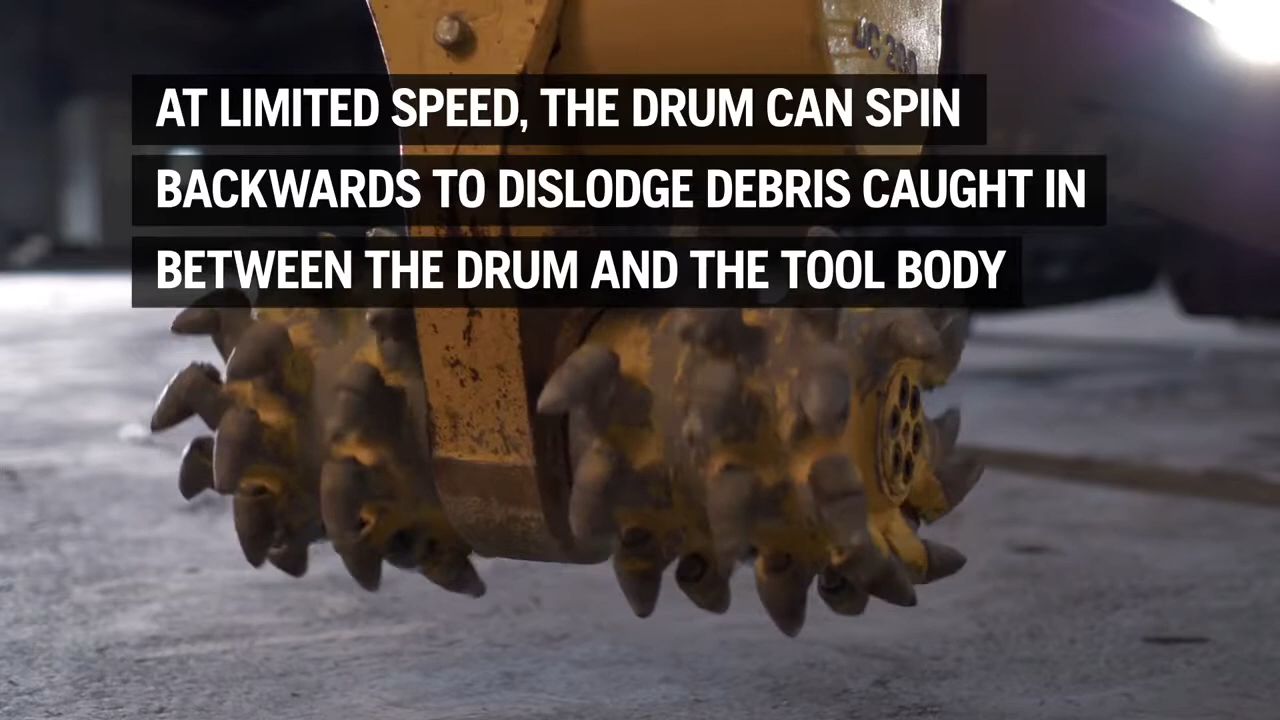 AT LIMITED SPEED, THE DRUM CAN SPIN
BACKWARDS TO DISLODGE DEBRIS CAUGHT IN
BETWEEN THE DRUM AND THE TOOL BODY